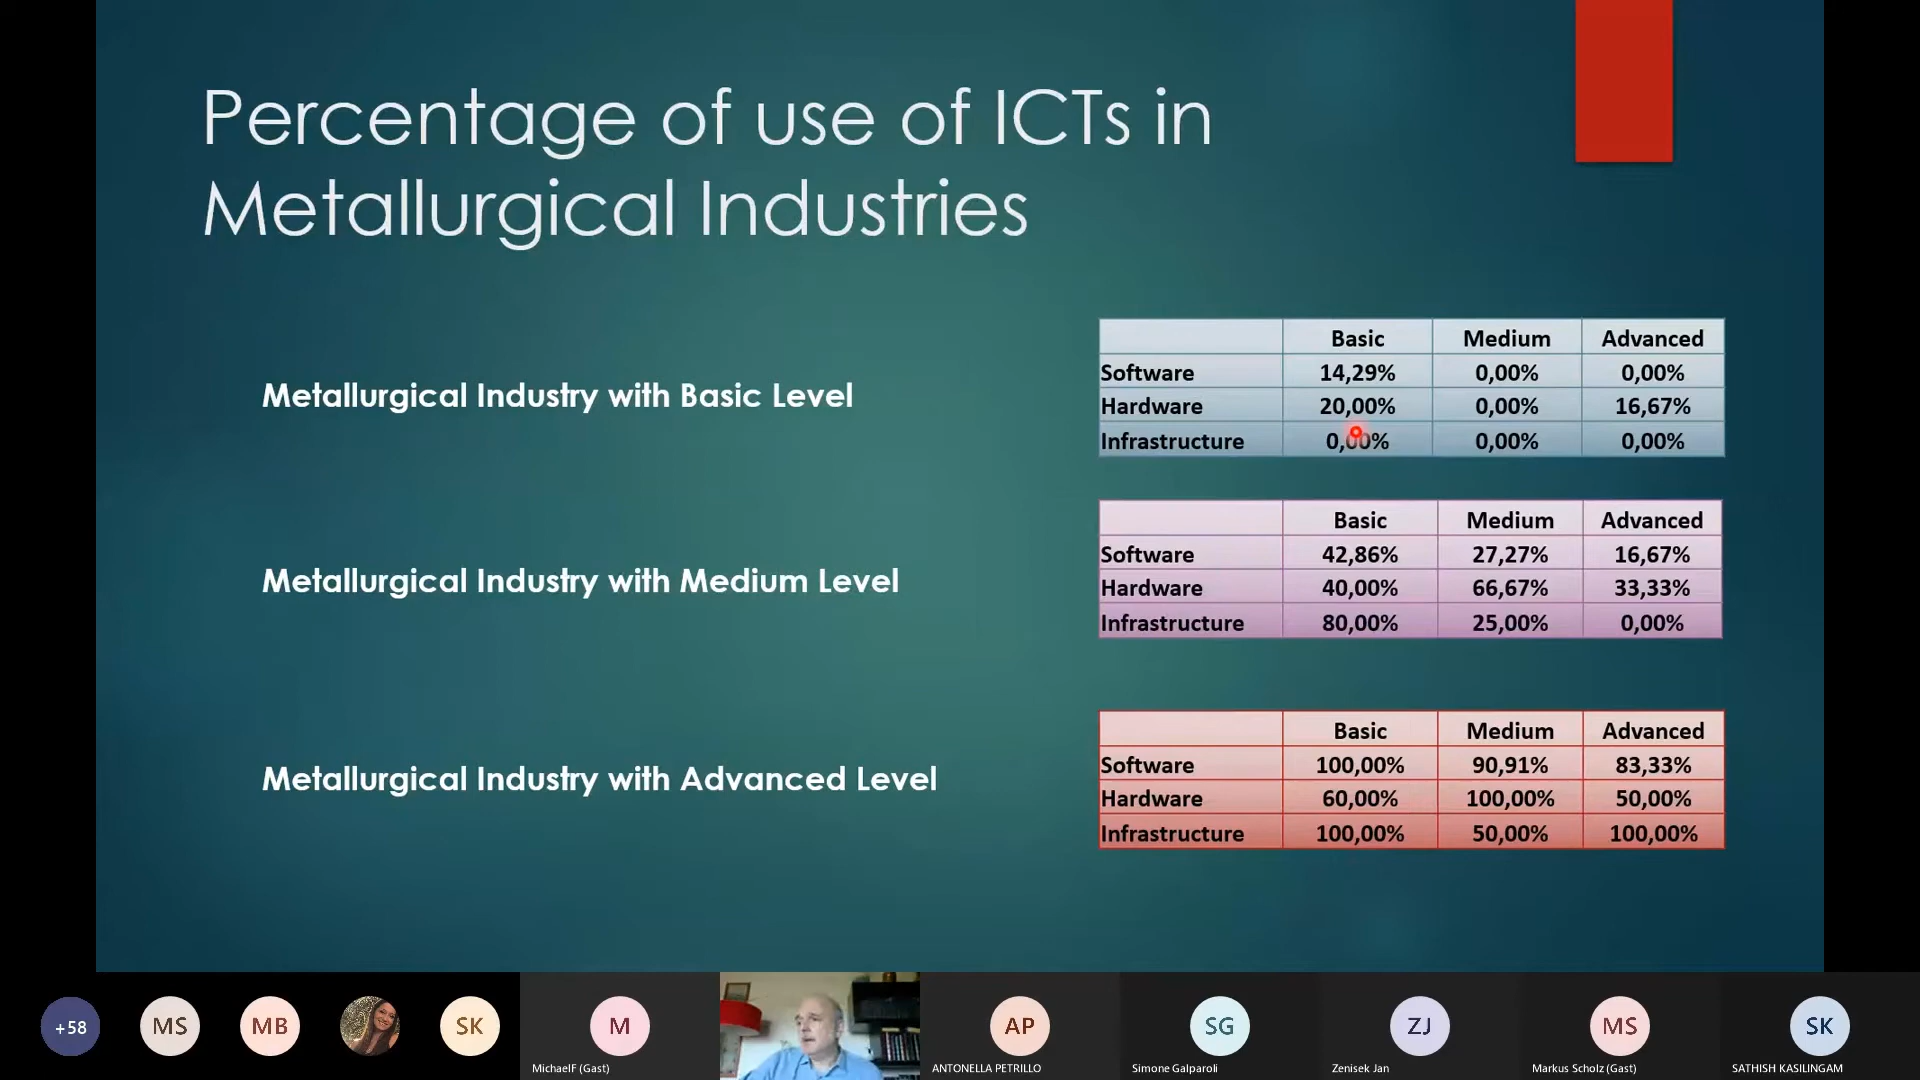 Percentage of use of ICTs in
Metallurgical Industries
Metallurgical Industry with Basic Level
Basic Medium Advanced
Software 14,29% 0,00% 0,00%
Hardware 20,00% 0,00% 16,67%
Infrastructure 0,00% 0,00% 0,00%
Metallurgical Industry with Medium Level
Basic Medium Advanced
Software 42,86% 27,27% 16,67%
Hardware 40,00% 66,67% 33,33%
Infrastructure 80,00% 25,00% 0,00%
Metallurgical Industry with Advanced Level
Basic Medium Advanced
Software 100,00% 90,91% 83,33%
Hardware 60,00% 100,00% 50,00%
Infrastructure 100,00% 50,00% 100,00%
+58 MS MB SK M AP SG ZJ MS SK
MichaelF (Gast) ANTONELLA PETRILLO Simone Galparoli Zenisek Jan Markus Scholz (Gast) SATHISH KASILINGAM